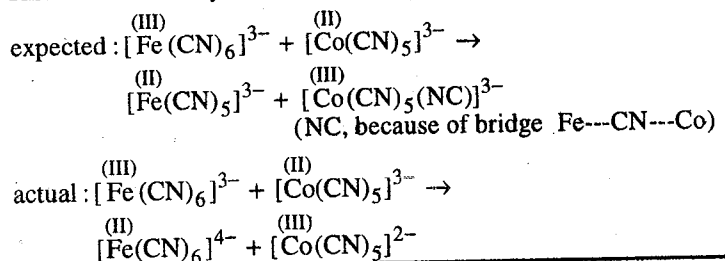 (III) (II)
expected : [Fe(CN)₆]³⁻ + [Co(CN)₅]³⁻ →
(II) (III)
[Fe(CN)₅]³⁻ + [Co(CN)₅(NC)]³⁻
(NC, because of bridge Fe---CN---Co)
(III) (II)
actual : [Fe(CN)₆]³⁻ + [Co(CN)₅]³⁻ →
(II) (III)
[Fe(CN)₆]⁴⁻ + [Co(CN)₅]²⁻